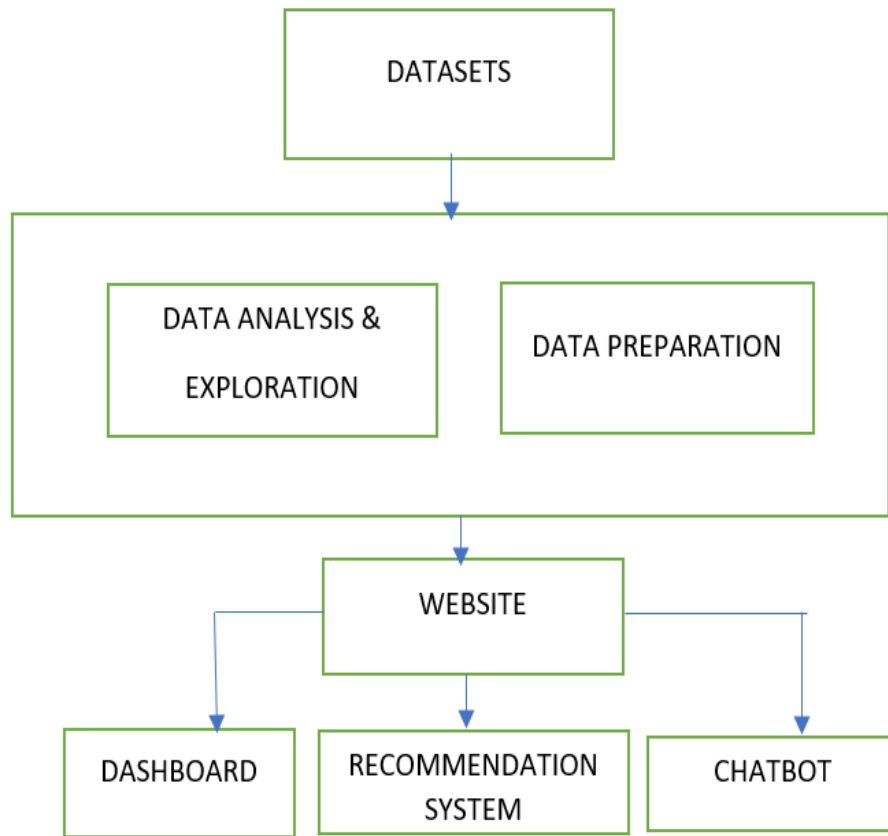 DATASETS
DATA ANALYSIS &
EXPLORATION
DATA PREPARATION
WEBSITE
DASHBOARD
RECOMMENDATION
SYSTEM
CHATBOT